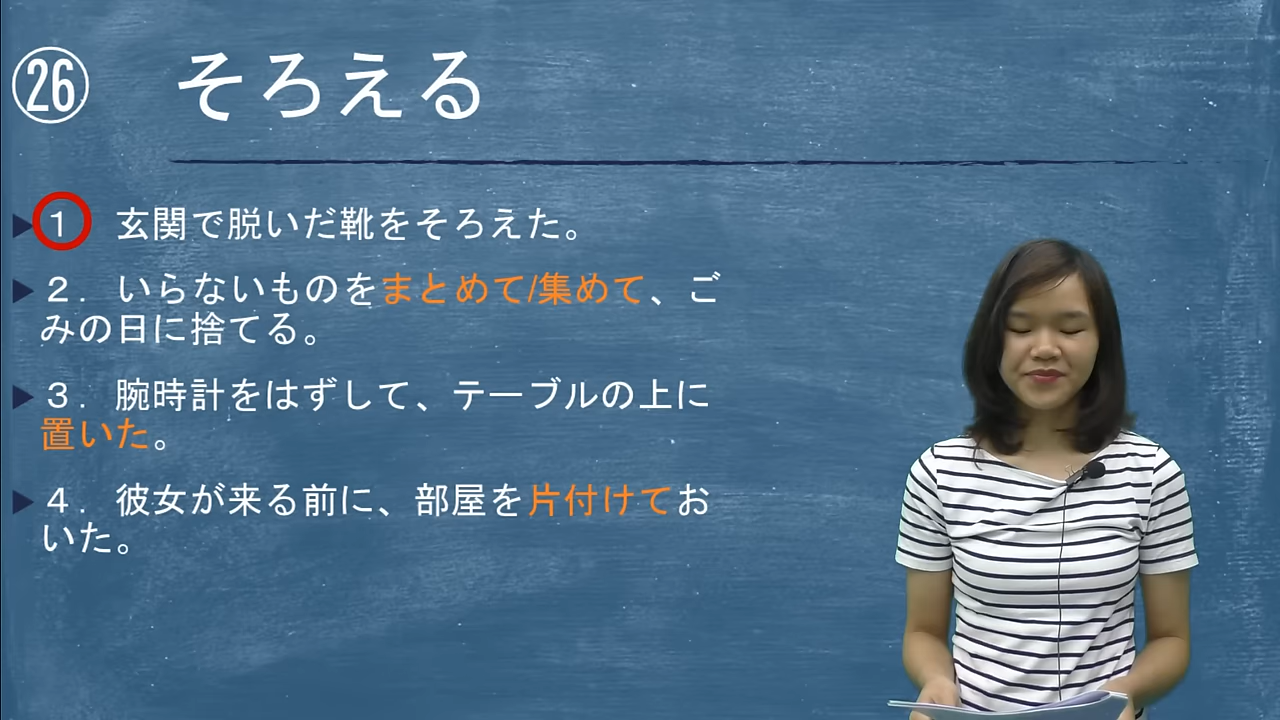 ㉖ そろえる
1 玄関で脱いだ靴をそろえた。
２．いらないものをまとめて/集めて、ご
みの日に捨てる。
３．腕時計をはずして、テーブルの上に
置いた。
４．彼女が来る前に、部屋を片付けてお
いた。